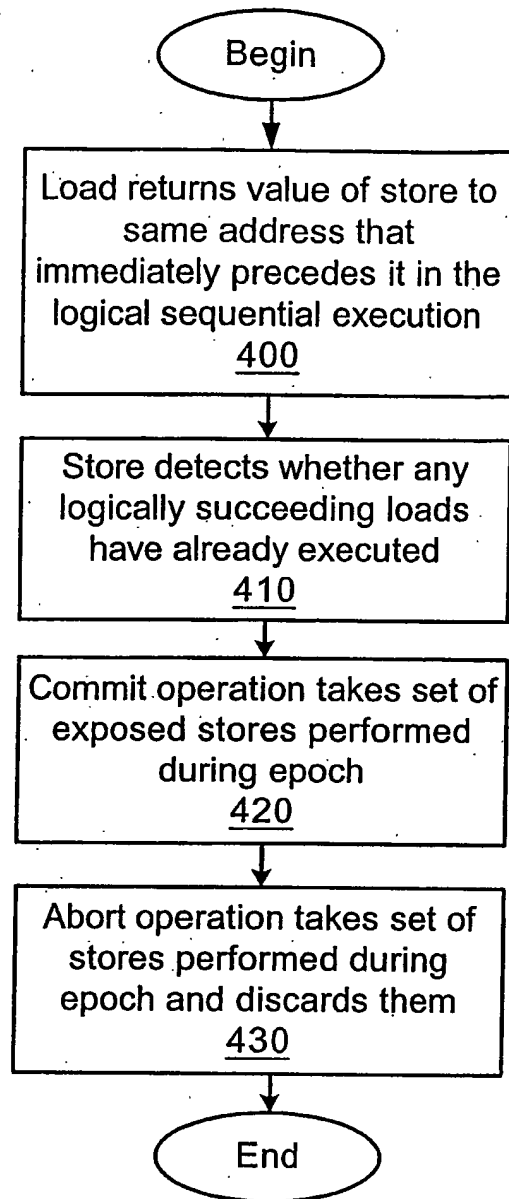 Begin
Load returns value of store to
same address that
immediately precedes it in the
logical sequential execution
400
Store detects whether any
logically succeeding loads
have already executed
410
Commit operation takes set of
exposed stores performed
during epoch
420
Abort operation takes set of
stores performed during
epoch and discards them
430
End